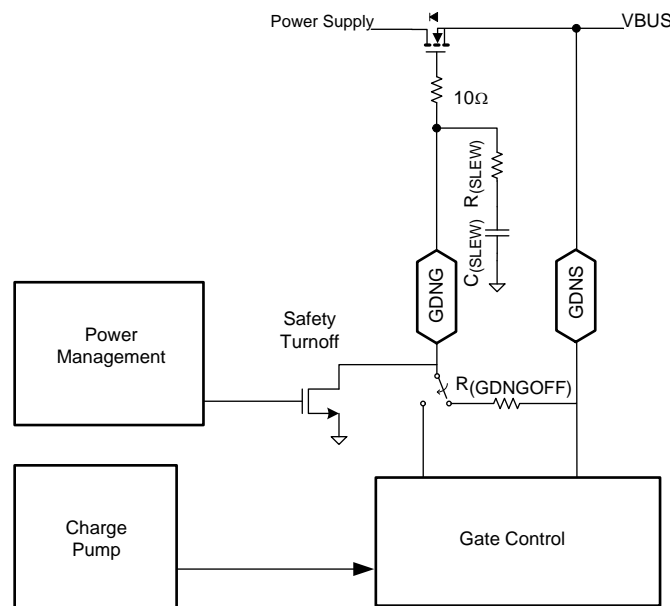 Power Supply
VBUS
10Ω
R(SLEW)
C(SLEW)
GDNG
GDNS
Power
Management
Safety
Turnoff
R(GDNGOFF)
Charge
Pump
Gate Control